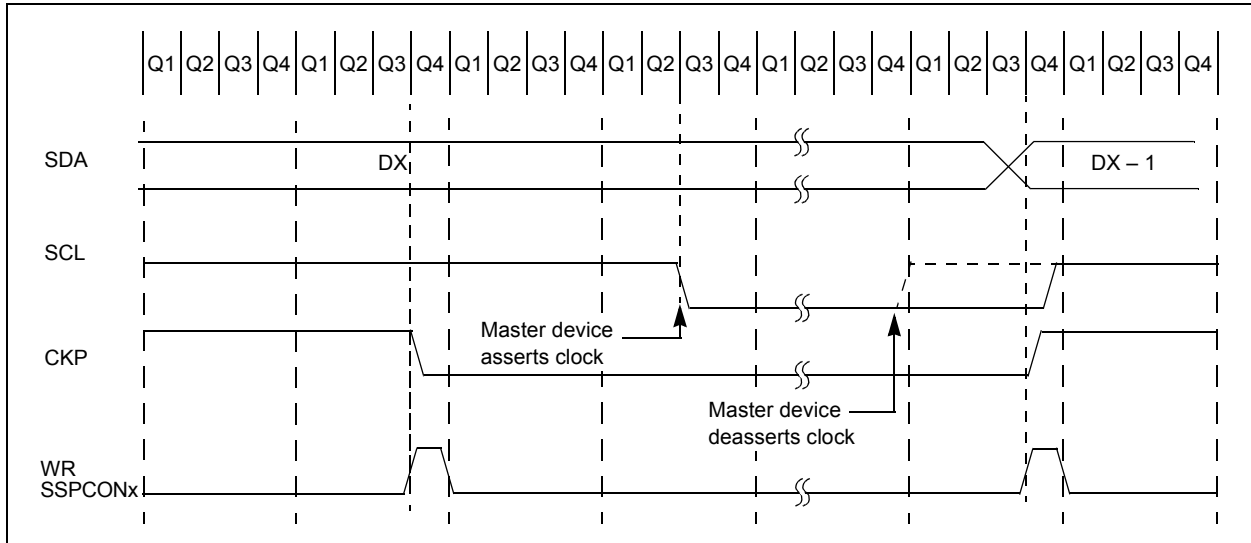 Q1 Q2 Q3 Q4 Q1 Q2 Q3 Q4 Q1 Q2 Q3 Q4 Q1 Q2 Q3 Q4 Q1 Q2 Q3 Q4 Q1 Q2 Q3 Q4 Q1 Q2 Q3 Q4
SDA
DX
DX – 1
SCL
Master device
asserts clock
CKP
Master device
deasserts clock
WR
SSPCONx